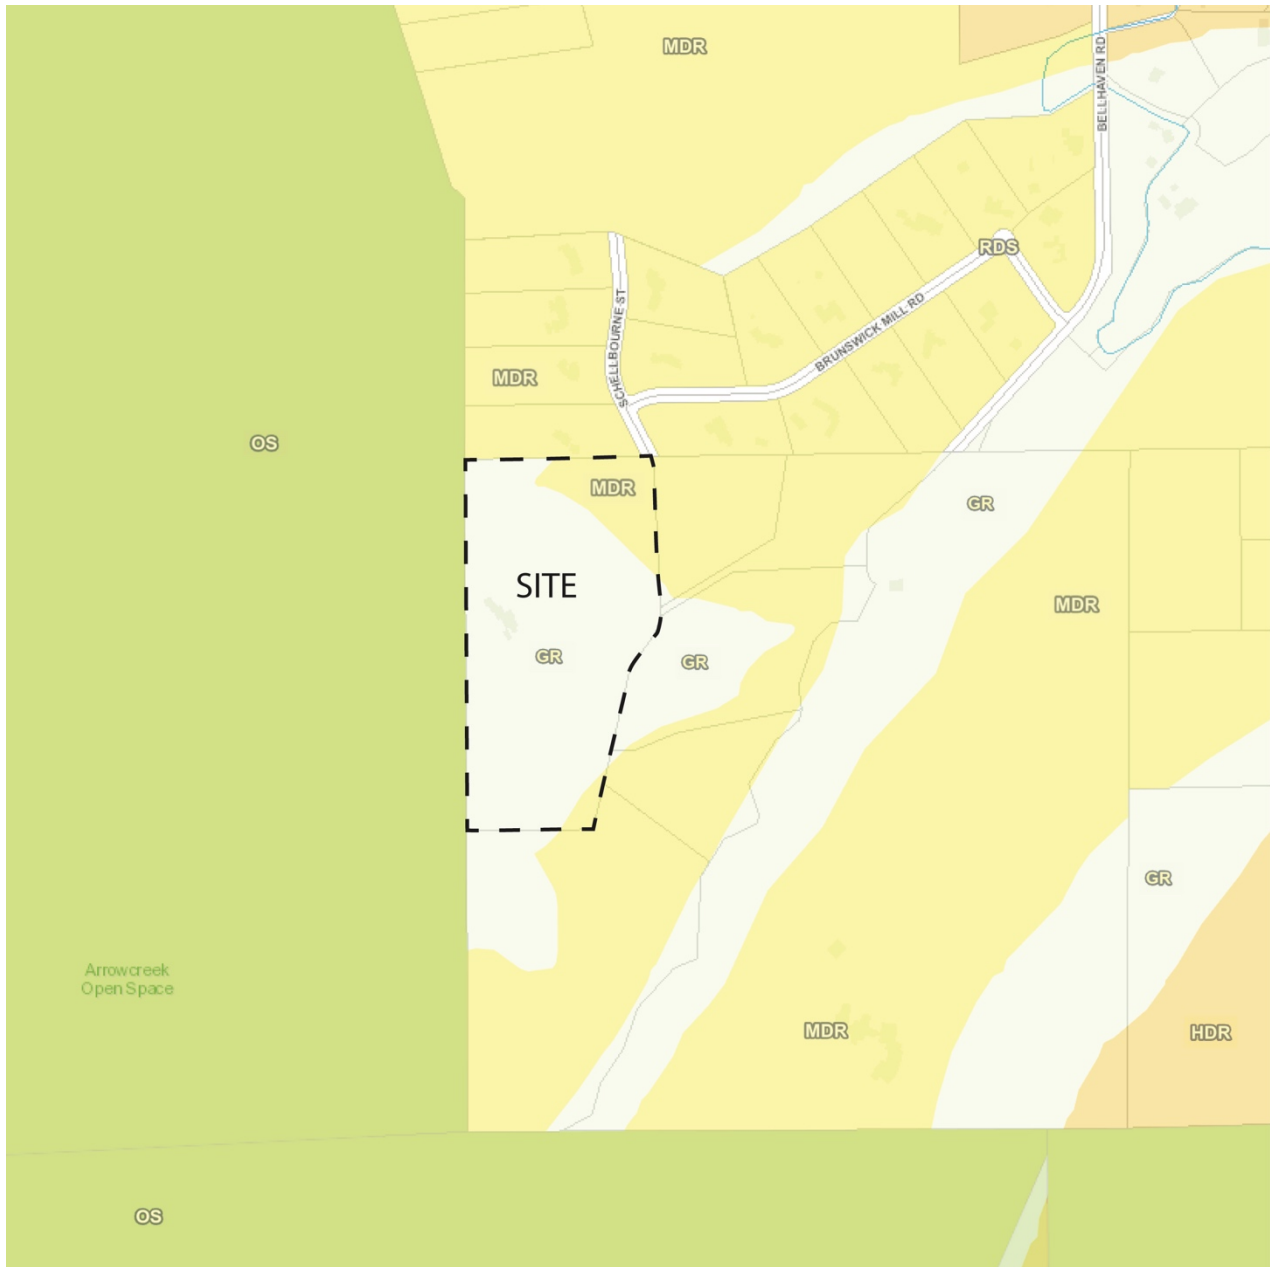 MDR
BELLHAVEN RD
RDS
SCHELLBOURNE ST
BRUNSWICK MILL RD
MDR
OS
MDR
GR
SITE
MDR
GR
GR
GR
Arrowcreek
Open Space
MDR
HDR
OS